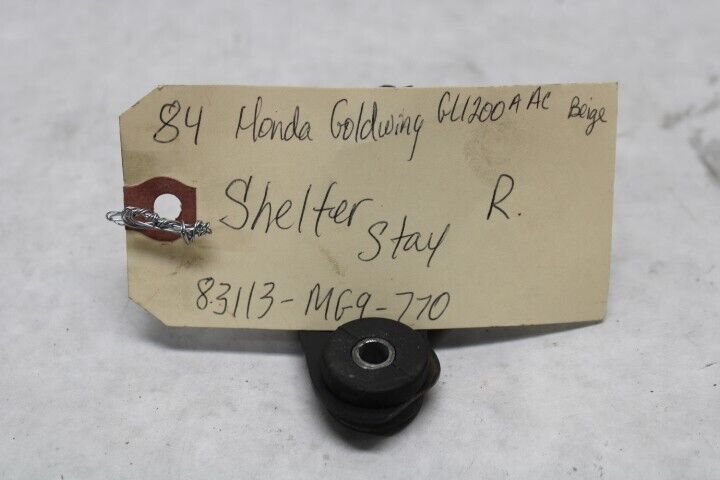 84 Honda Goldwing GL1200A AC Beige
Shelter R.
Stay
83113-MG9-770